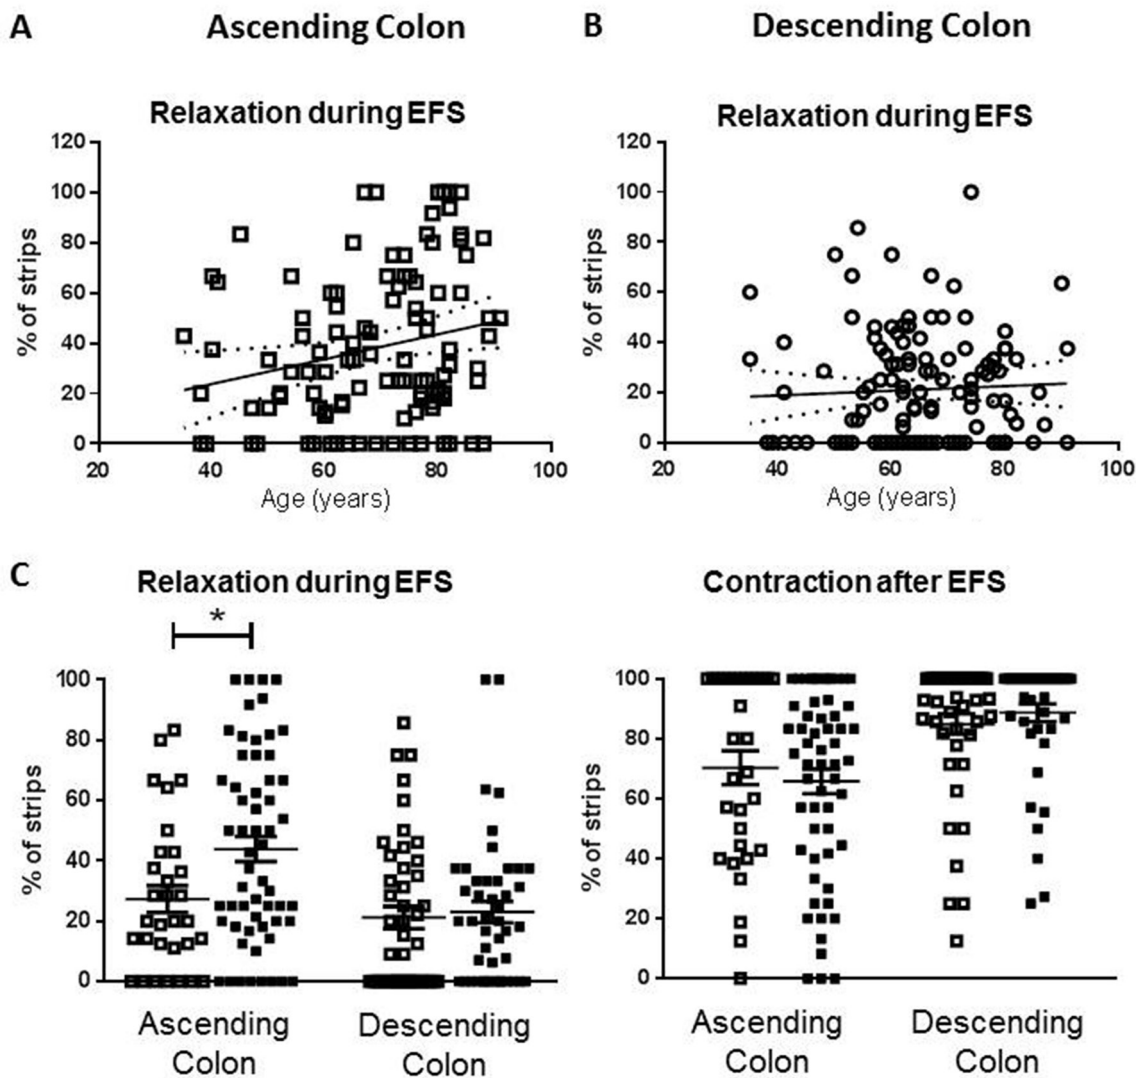 A
Ascending Colon
B
Descending Colon
Relaxation during EFS
120
100
80
60
40
20
0
% of strips
20
40
60
80
100
Age (years)
Relaxation during EFS
120
100
80
60
40
20
0
% of strips
20
40
60
80
100
Age (years)
C
Relaxation during EFS
*
100
80
60
40
20
0
% of strips
Ascending
Colon
Descending
Colon
Contraction after EFS
100
80
60
40
20
0
% of strips
Ascending
Colon
Descending
Colon